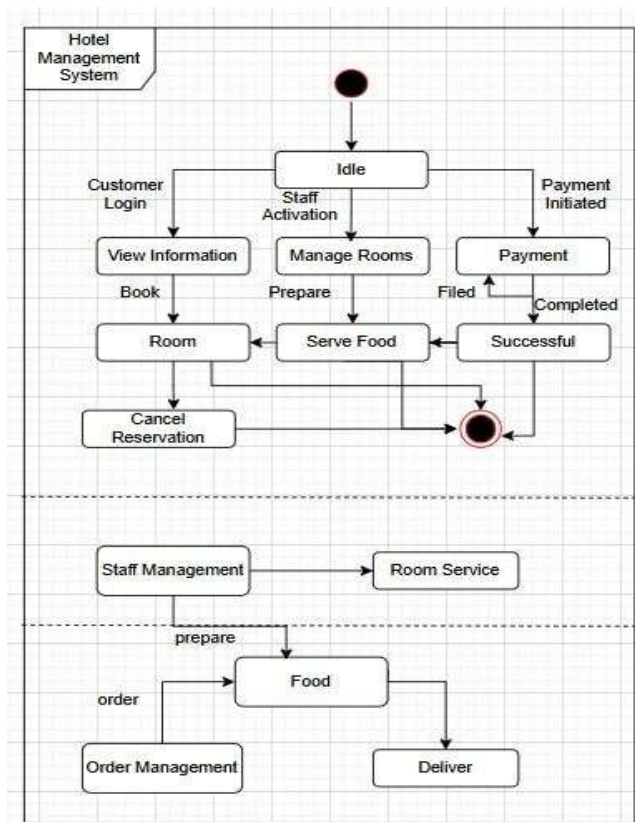 Hotel
Management
System
Idle
Customer
Login
Staff
Activation
Payment
Initiated
View Information
Manage Rooms
Payment
Book
Prepare
Filed
Completed
Room
Serve Food
Successful
Cancel
Reservation
Staff Management
Room Service
prepare
Food
order
Order Management
Deliver